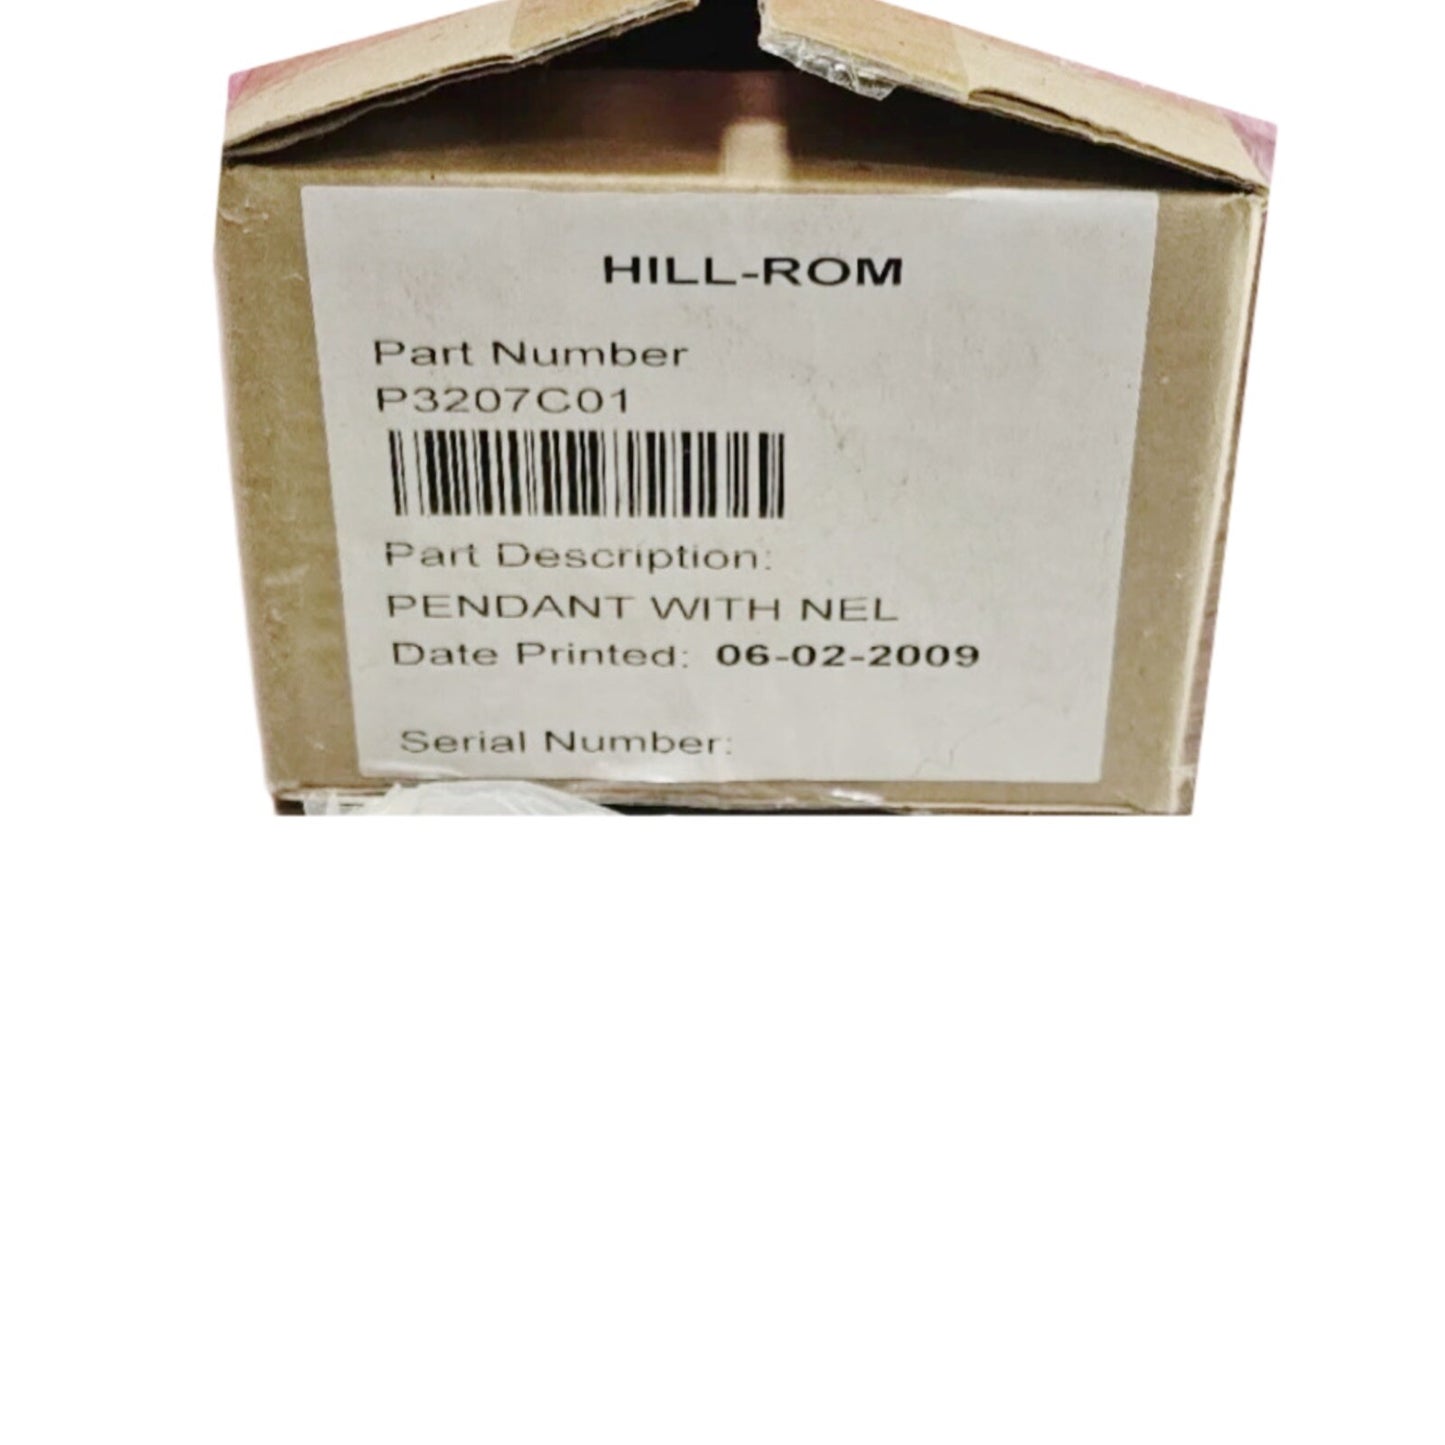 HILL-ROM
Part Number
P3207C01
Part Description:
PENDANT WITH NEL
Date Printed: 06-02-2009
Serial Number: